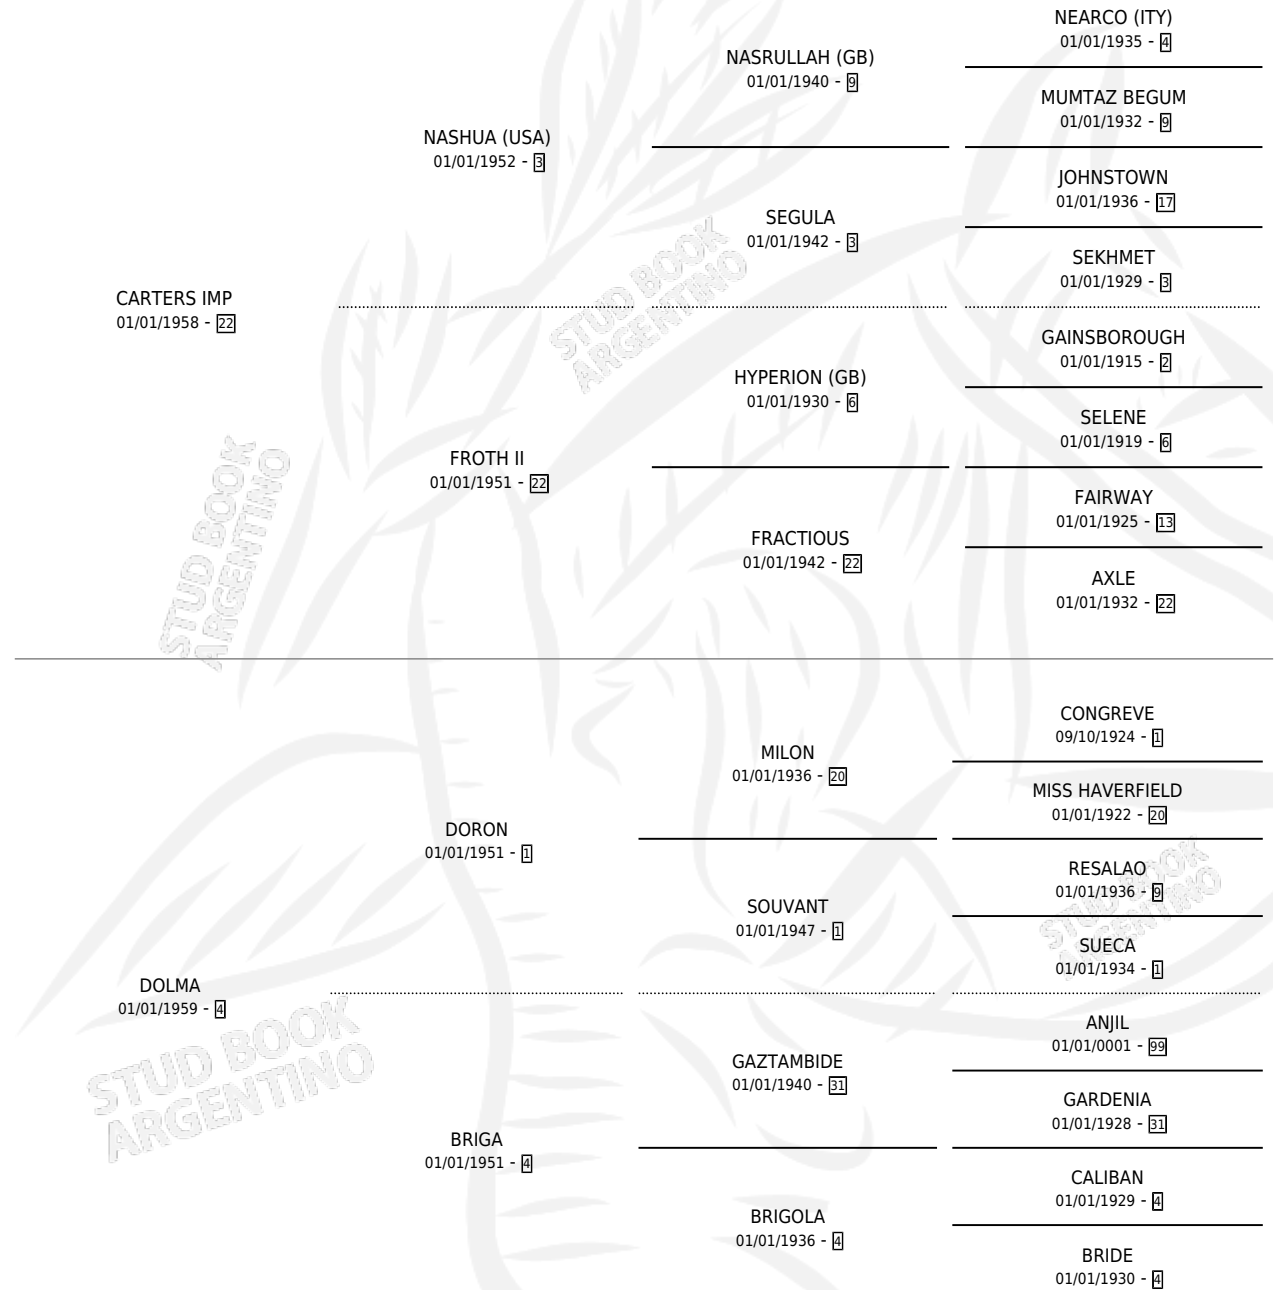 NEARCO (ITY)
01/01/1935 - 4
NASRULLAH (GB)
01/01/1940 - 9
MUMTAZ BEGUM
01/01/1932 - 9
NASHUA (USA)
01/01/1952 - 3
JOHNSTOWN
01/01/1936 - 17
SEGULA
01/01/1942 - 3
SEKHMET
01/01/1929 - 3
CARTERS IMP
01/01/1958 - 22
GAINSBOROUGH
01/01/1915 - 2
HYPERION (GB)
01/01/1930 - 6
SELENE
01/01/1919 - 6
FROTH II
01/01/1951 - 22
FAIRWAY
01/01/1925 - 13
FRACTIOUS
01/01/1942 - 22
AXLE
01/01/1932 - 22
CONGREVE
09/10/1924 - 1
MILON
01/01/1936 - 20
MISS HAVERFIELD
01/01/1922 - 20
DORON
01/01/1951 - 1
RESALAO
01/01/1936 - 9
SOUVANT
01/01/1947 - 1
SUECA
01/01/1934 - 1
DOLMA
01/01/1959 - 4
ANJIL
01/01/0001 - 99
GAZTAMBIDE
01/01/1940 - 31
GARDENIA
01/01/1928 - 31
BRIGA
01/01/1951 - 4
CALIBAN
01/01/1929 - 4
BRIGOLA
01/01/1936 - 4
BRIDE
01/01/1930 - 4
STUD BOOK
ARGENTINO
STUD BOOK
ARGENTINO
STUD BOOK
ARGENTINO
STUD BOOK
ARGENTINO